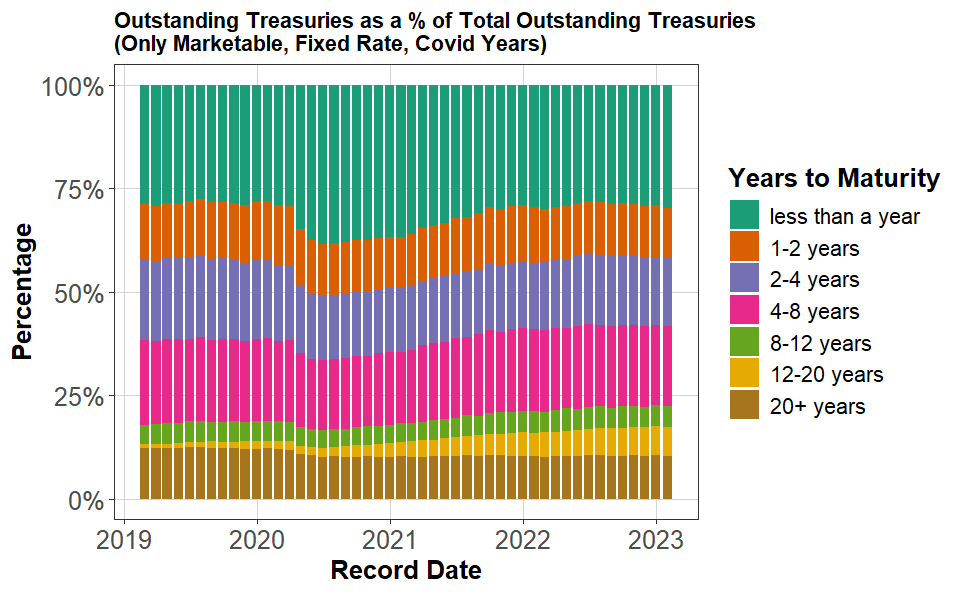 Outstanding Treasuries as a % of Total Outstanding Treasuries
(Only Marketable, Fixed Rate, Covid Years)
Percentage
100%
75%
50%
25%
0%
2019 2020 2021 2022 2023
Record Date
Years to Maturity
less than a year
1-2 years
2-4 years
4-8 years
8-12 years
12-20 years
20+ years